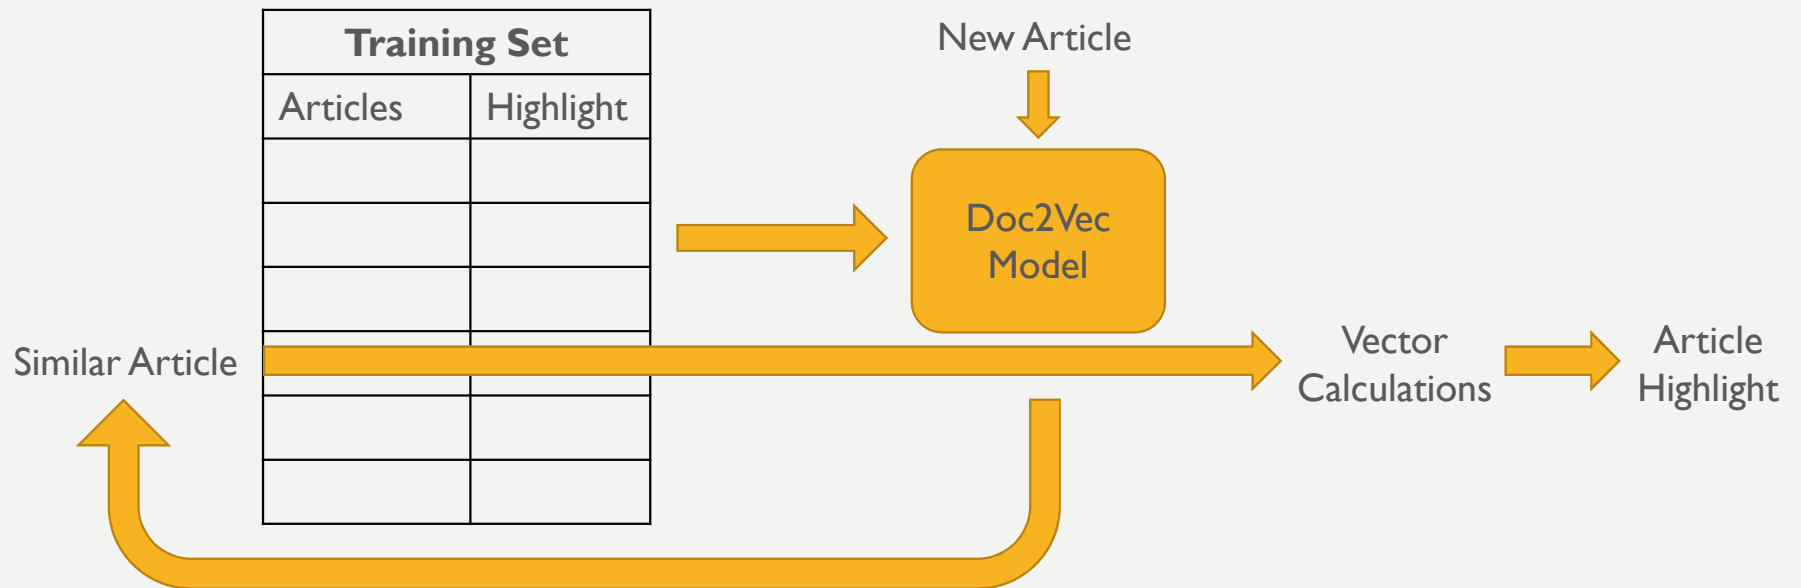 Training Set
Articles
Highlight
New Article
Doc2Vec
Model
Similar Article
Vector
Calculations
Article
Highlight